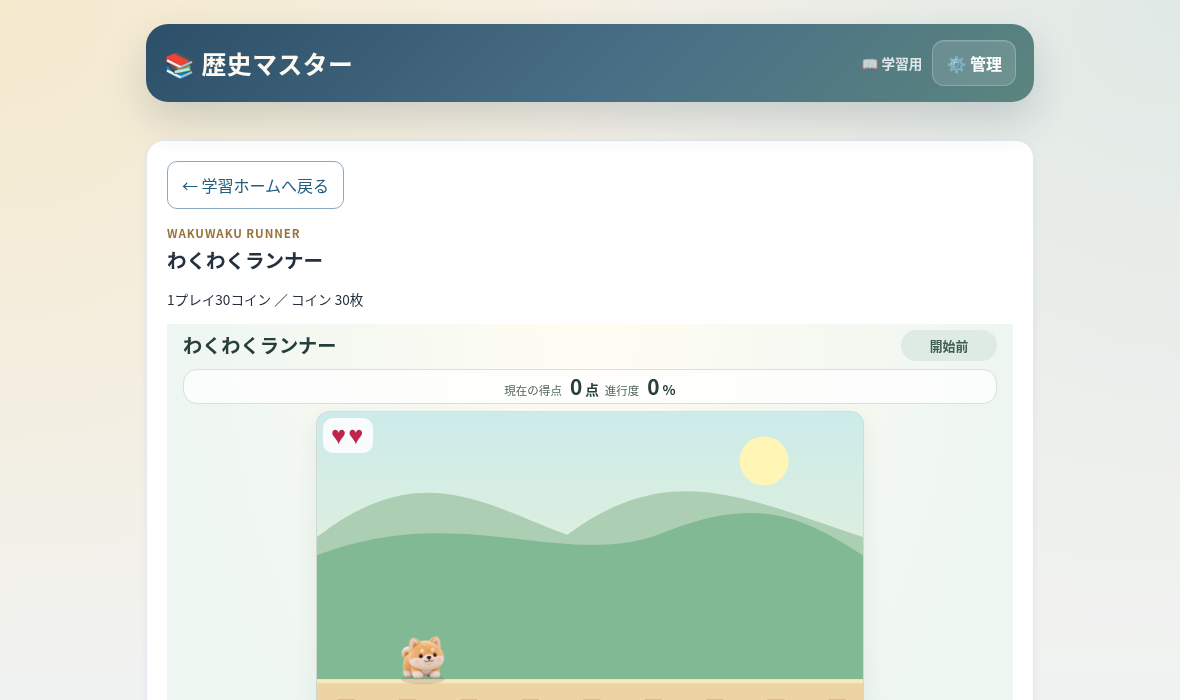 📚 歴史マスター
📖 学習用
⚙️ 管理
← 学習ホームへ戻る
WAKUWAKU RUNNER
わくわくランナー
1プレイ30コイン ／ コイン 30枚
わくわくランナー
開始前
現在の得点 0 点 進行度 0 %
♥♥